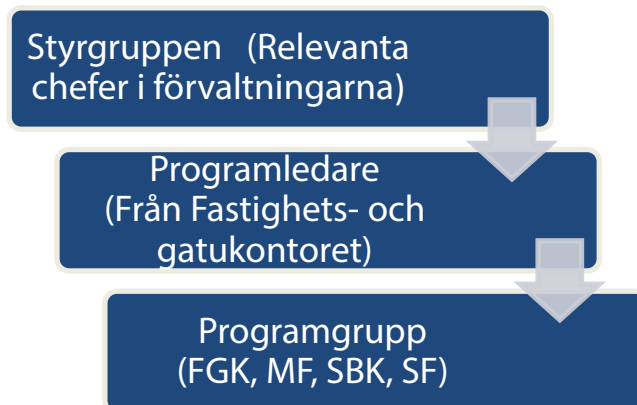 Styrgruppen (Relevanta
chefer i förvaltningarna)
Programledare
(Från Fastighets- och
gatukontoret)
Programgrupp
(FGK, MF, SBK, SF)